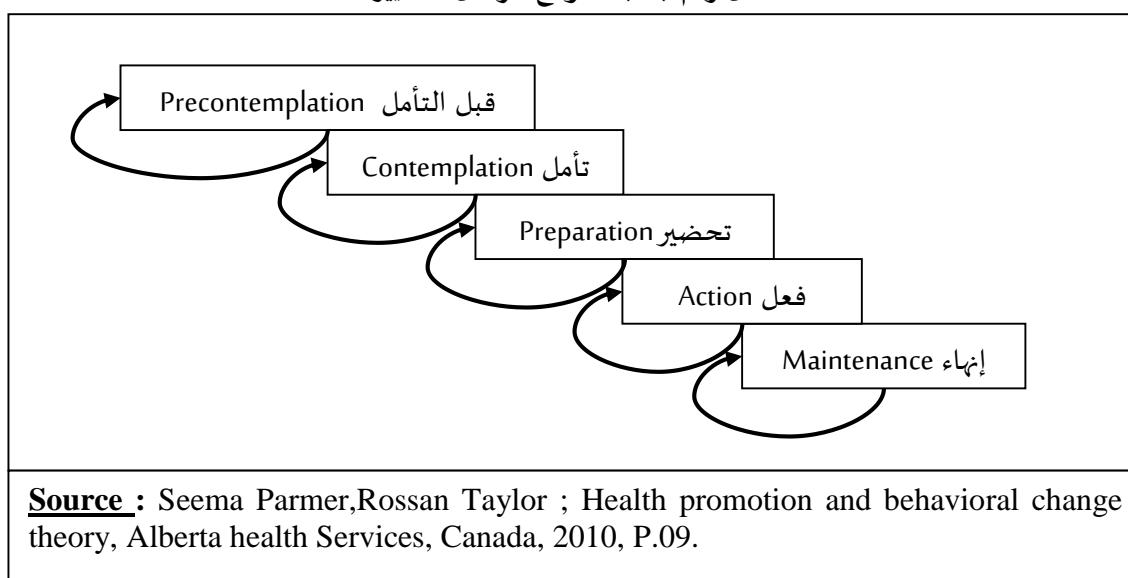 قبل التأمل Precontemplation
تأمل Contemplation
تحضير Preparation
فعل Action
إنهاء Maintenance
Source : Seema Parmer,Rossan Taylor ; Health promotion and behavioral change
theory, Alberta health Services, Canada, 2010, P.09.